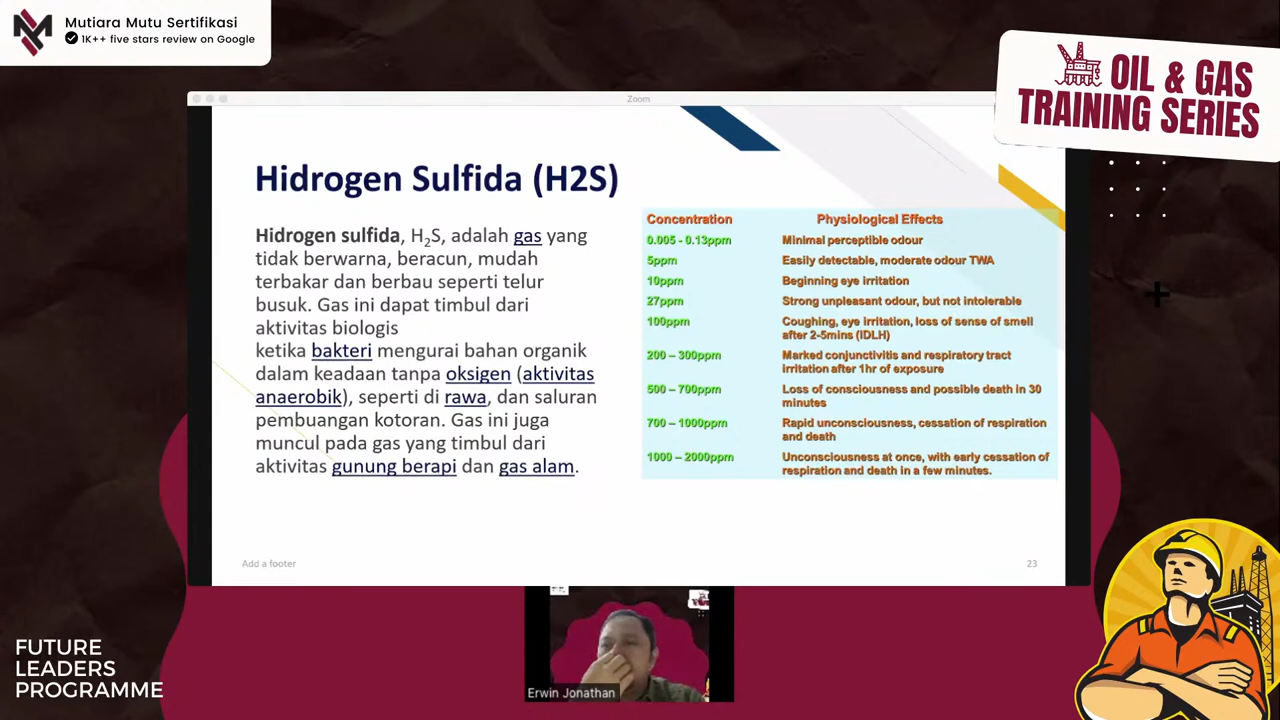 Mutiara Mutu Sertifikasi
1K++ five stars review on Google
OIL & GAS
TRAINING SERIES
Zoom
Hidrogen Sulfida (H2S)
Hidrogen sulfida, H2S, adalah gas yang
tidak berwarna, beracun, mudah
terbakar dan berbau seperti telur
busuk. Gas ini dapat timbul dari
aktivitas biologis
ketika bakteri mengurai bahan organik
dalam keadaan tanpa oksigen (aktivitas
anaerobik), seperti di rawa, dan saluran
pembuangan kotoran. Gas ini juga
muncul pada gas yang timbul dari
aktivitas gunung berapi dan gas alam.
Concentration Physiological Effects
0.005 - 0.13ppm Minimal perceptible odour
5ppm Easily detectable, moderate odour TWA
10ppm Beginning eye irritation
27ppm Strong unpleasant odour, but not intolerable
100ppm Coughing, eye irritation, loss of sense of smell
after 2-5mins (IDLH)
200 – 300ppm Marked conjunctivitis and respiratory tract
irritation after 1hr of exposure
500 – 700ppm Loss of consciousness and possible death in 30
minutes
700 – 1000ppm Rapid unconsciousness, cessation of respiration
and death
1000 – 2000ppm Unconsciousness at once, with early cessation of
respiration and death in a few minutes.
Add a footer
23
Erwin Jonathan
FUTURE
LEADERS
PROGRAMME